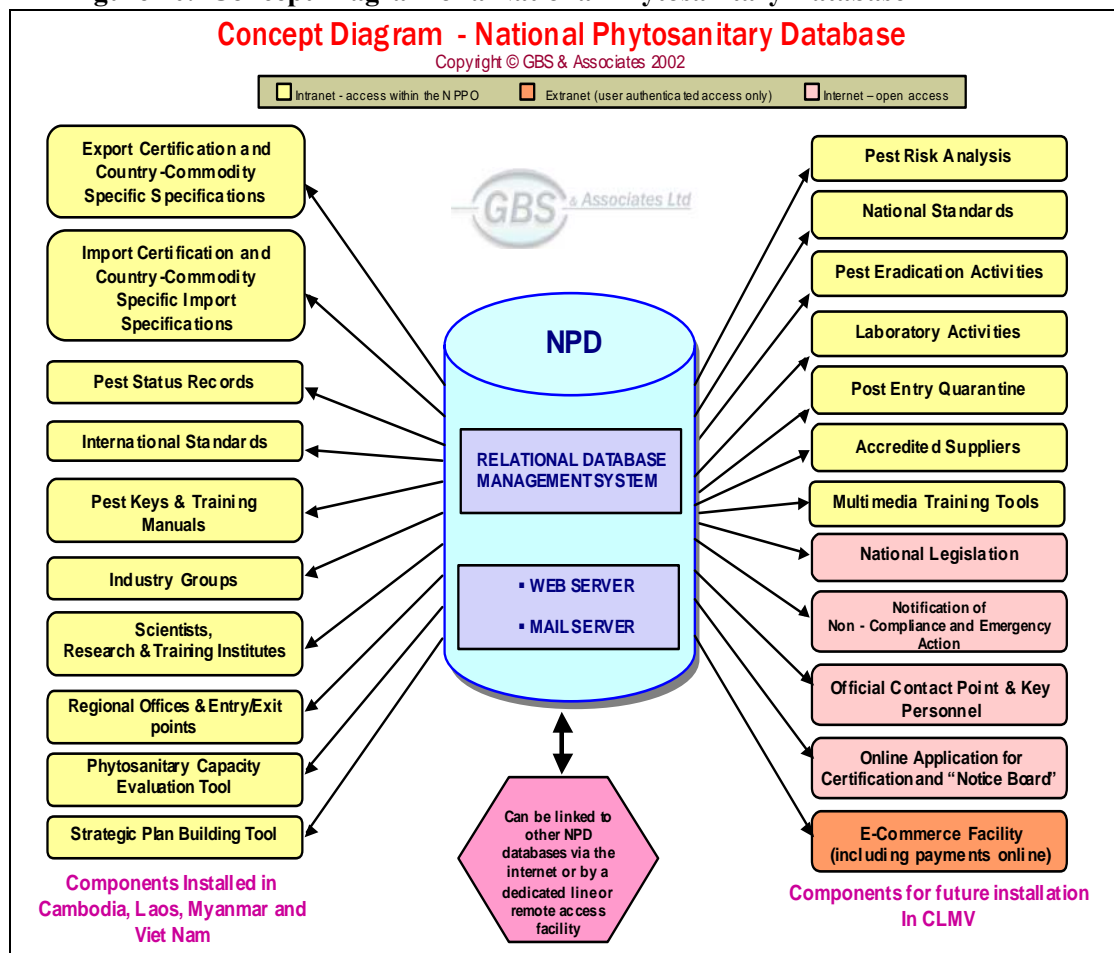 Concept Diagram - National Phytosanitary Database
Copyright © GBS & Associates 2002
Intranet - access within the NPPO
Extranet (user authenticated access only)
Internet – open access
Export Certification and
Country-Commodity
Specific Specifications
Import Certification and
Country-Commodity
Specific Import
Specifications
Pest Status Records
International Standards
Pest Keys & Training
Manuals
Industry Groups
Scientists,
Research & Training Institutes
Regional Offices & Entry/Exit
points
Phytosanitary Capacity
Evaluation Tool
Strategic Plan Building Tool
Components Installed in
Cambodia, Laos, Myanmar and
Viet Nam
GBS & Associates Ltd
NPD
RELATIONAL DATABASE
MANAGEMENT SYSTEM
▪ WEB SERVER
▪ MAIL SERVER
Can be linked to
other NPD
databases via the
internet or by a
dedicated line or
remote access
facility
Pest Risk Analysis
National Standards
Pest Eradication Activities
Laboratory Activities
Post Entry Quarantine
Accredited Suppliers
Multimedia Training Tools
National Legislation
Notification of
Non - Compliance and Emergency
Action
Official Contact Point & Key
Personnel
Online Application for
Certification and “Notice Board”
E-Commerce Facility
(including payments online)
Components for future installation
In CLMV